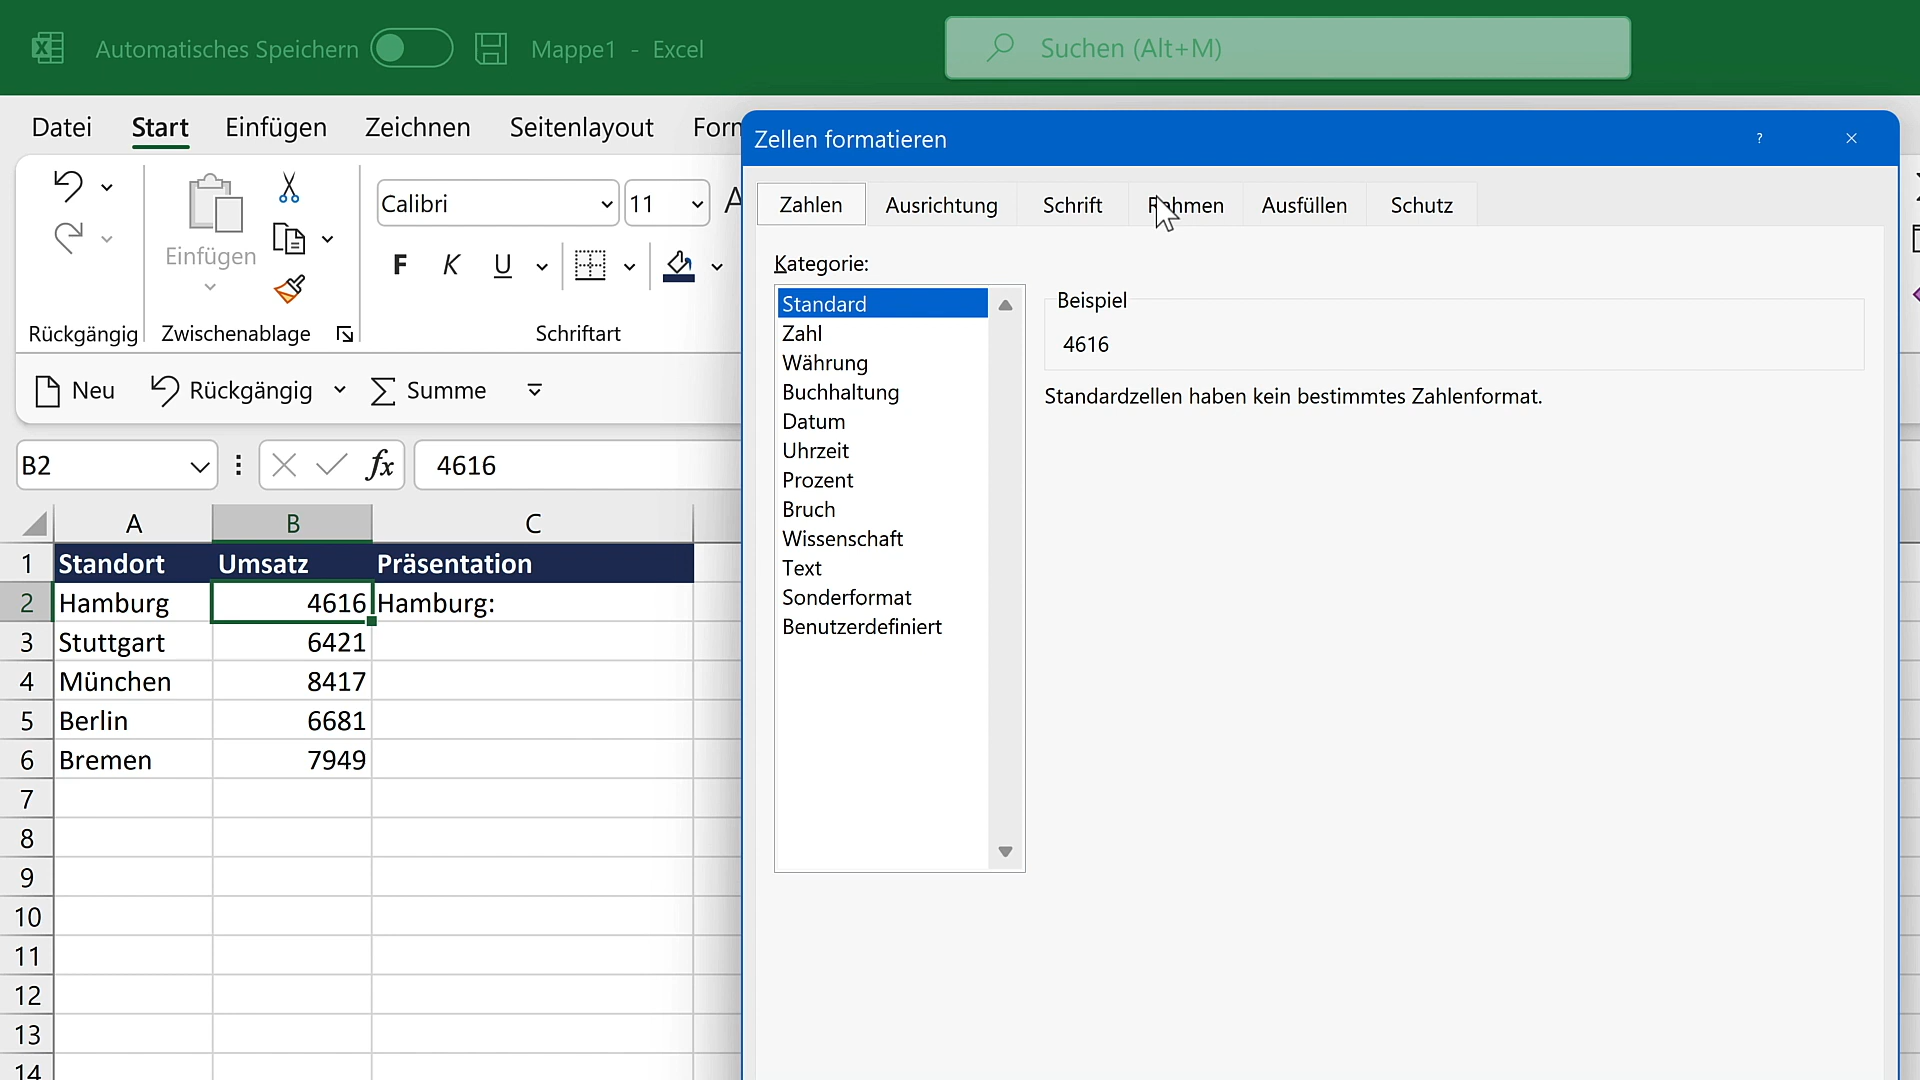 Automatisches Speichern Mappe1 - Excel Suchen (Alt+M)
Datei Start Einfügen Zeichnen Seitenlayout
Zellen formatieren ?
Zahlen Ausrichtung Schrift Rahmen Ausfüllen Schutz
Calibri 11
Einfügen
F K U
Rückgängig Zwischenablage Schriftart
Neu Rückgängig Summe
B2 fx 4616
Kategorie:
Standard
Zahl
Währung
Buchhaltung
Datum
Uhrzeit
Prozent
Bruch
Wissenschaft
Text
Sonderformat
Benutzerdefiniert
Beispiel
4616
Standardzellen haben kein bestimmtes Zahlenformat.
A B C
1 Standort Umsatz Präsentation
2 Hamburg 4616 Hamburg:
3 Stuttgart 6421
4 München 8417
5 Berlin 6681
6 Bremen 7949
7
8
9
10
11
12
13
14